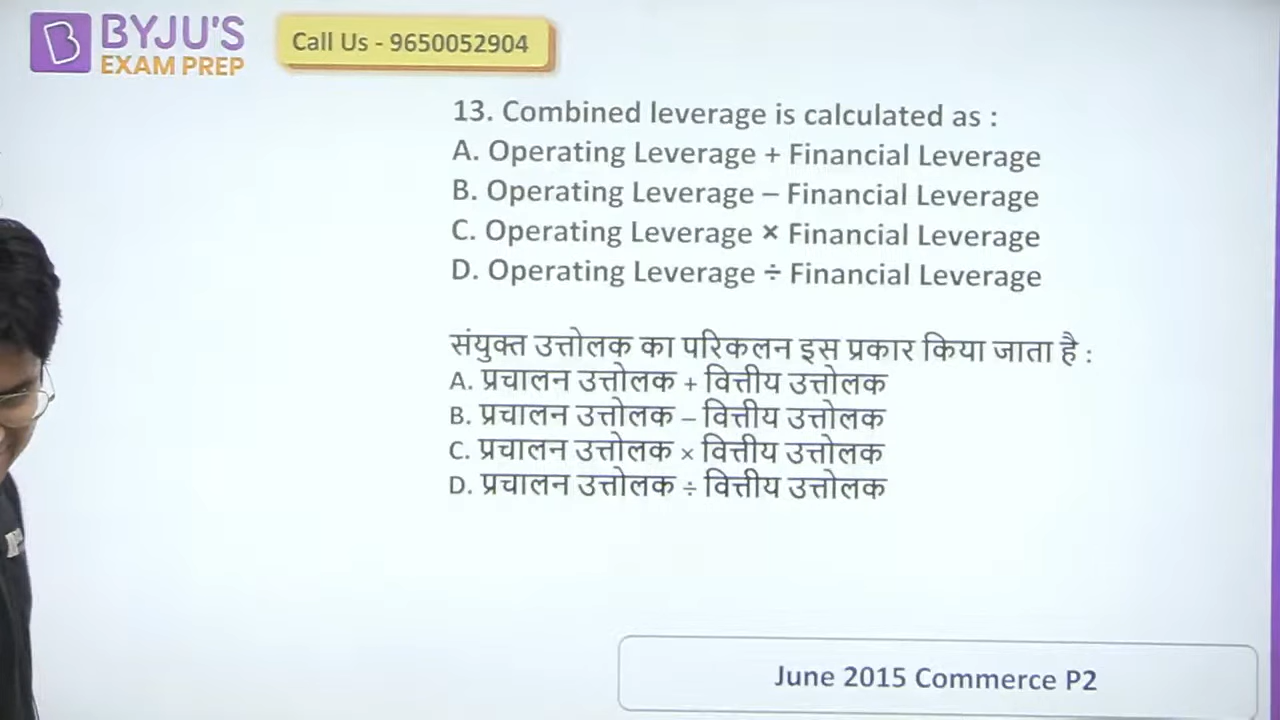 BYJU'S
EXAM PREP
Call Us - 9650052904
13. Combined leverage is calculated as :
A. Operating Leverage + Financial Leverage
B. Operating Leverage – Financial Leverage
C. Operating Leverage × Financial Leverage
D. Operating Leverage ÷ Financial Leverage
संयुक्त उत्तोलक का परिकलन इस प्रकार किया जाता है :
A. प्रचालन उत्तोलक + वित्तीय उत्तोलक
B. प्रचालन उत्तोलक – वित्तीय उत्तोलक
C. प्रचालन उत्तोलक × वित्तीय उत्तोलक
D. प्रचालन उत्तोलक ÷ वित्तीय उत्तोलक
June 2015 Commerce P2